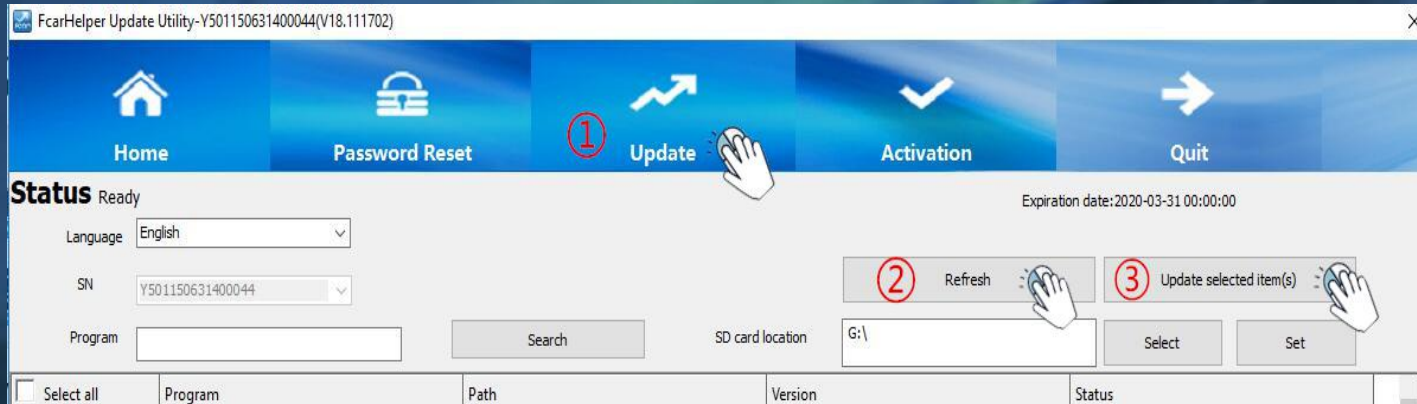 FcarHelper Update Utility-Y501150631400044(V18.111702)
Home
Password Reset
① Update
Activation
Quit
Status Ready
Expiration date:2020-03-31 00:00:00
Language English
SN Y501150631400044
② Refresh
③ Update selected item(s)
Program
Search
SD card location G:\
Select
Set
Select all Program Path Version Status